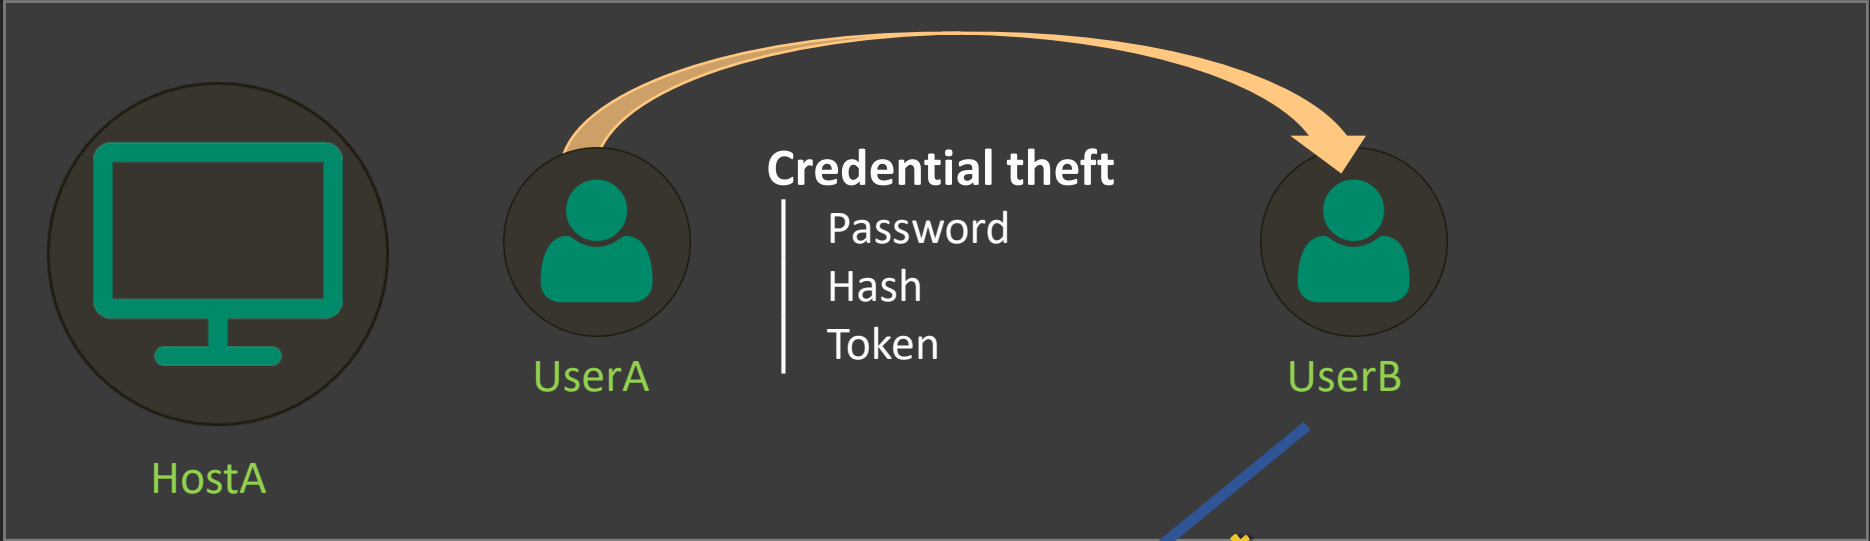 Credential theft
Password
Hash
Token
UserA
UserB
HostA